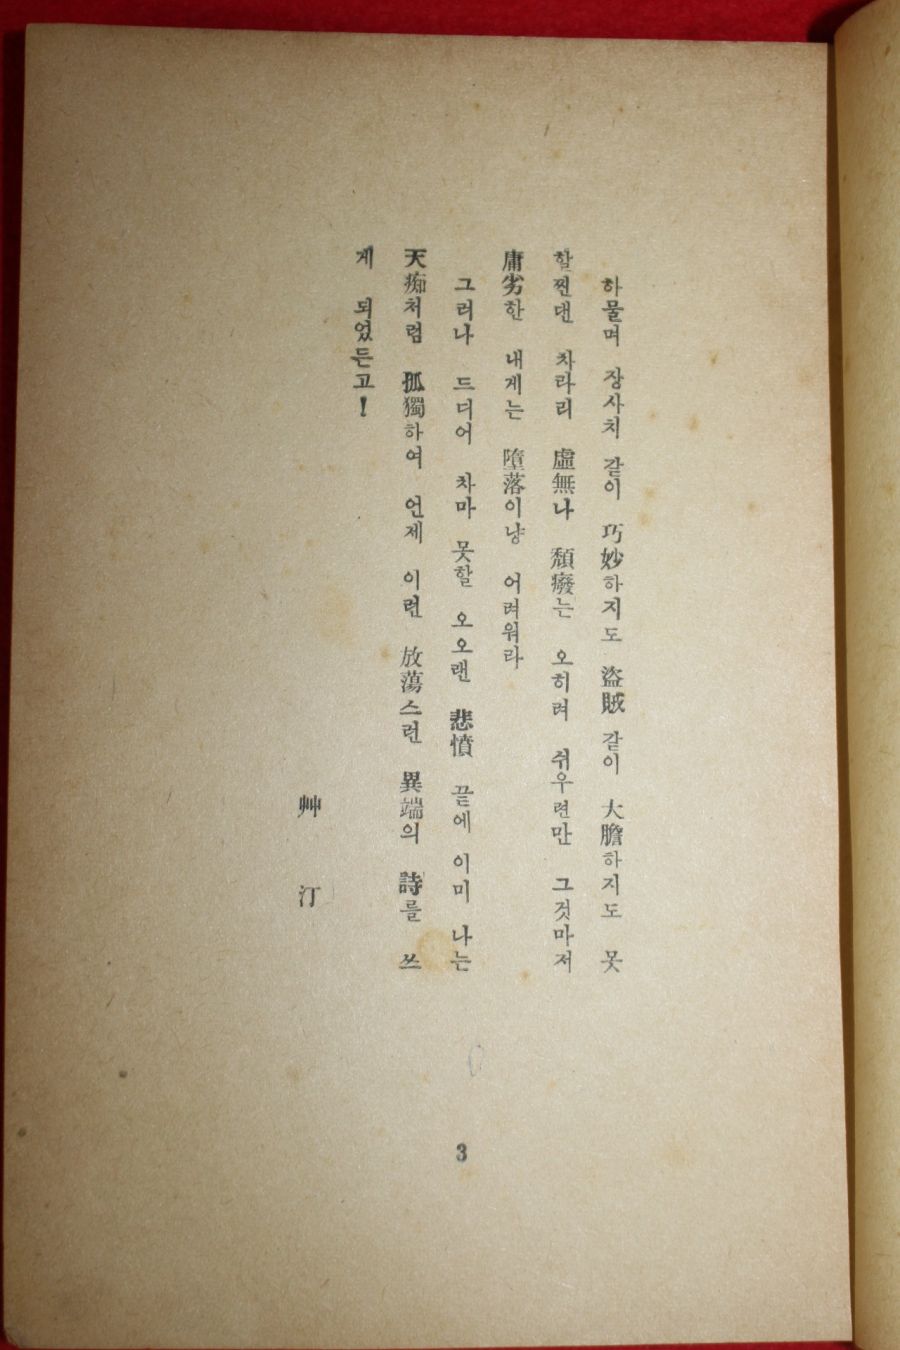 하물며 장사치 같이 巧妙하지도 盜賊 같이 大膽하지도 못
할찐댄 차라리 虛無나 頹廢는 오히려 쉬우련만 그것마저
庸劣한 내게는 墮落이냥 어려워라
그러나 드디어 차마 못할 오오랜 悲憤 끝에 이미 나는
天痴처럼 孤獨하여 언제 이런 放蕩스런 異端의 詩를 쓰
게 되었든고!
艸 汀
3